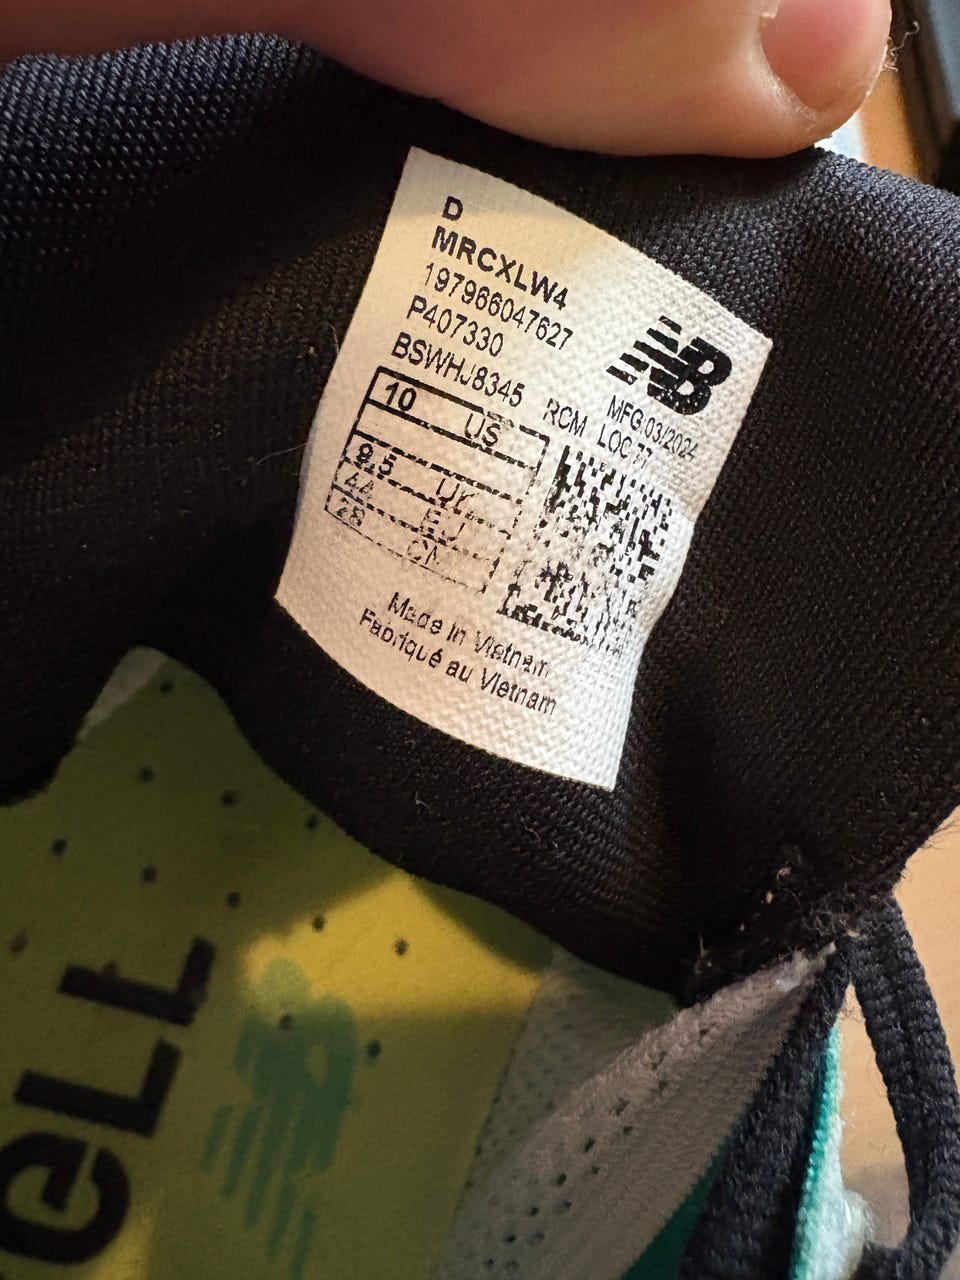 D
MRCXLW4
197966047627
P407330
BSWHJ8345
NB
MFG:03/2024
RCM LOC:77
10 US
9.5 UK
44 EU
28 CM
Made in Vietnam
Fabriqué au Vietnam